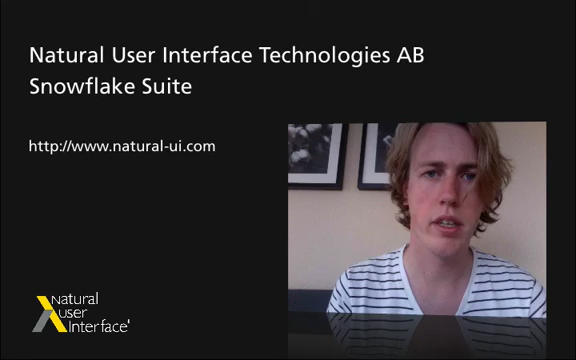 Natural User Interface Technologies AB
Snowflake Suite
http://www.natural-ui.com
Natural
User
Interface